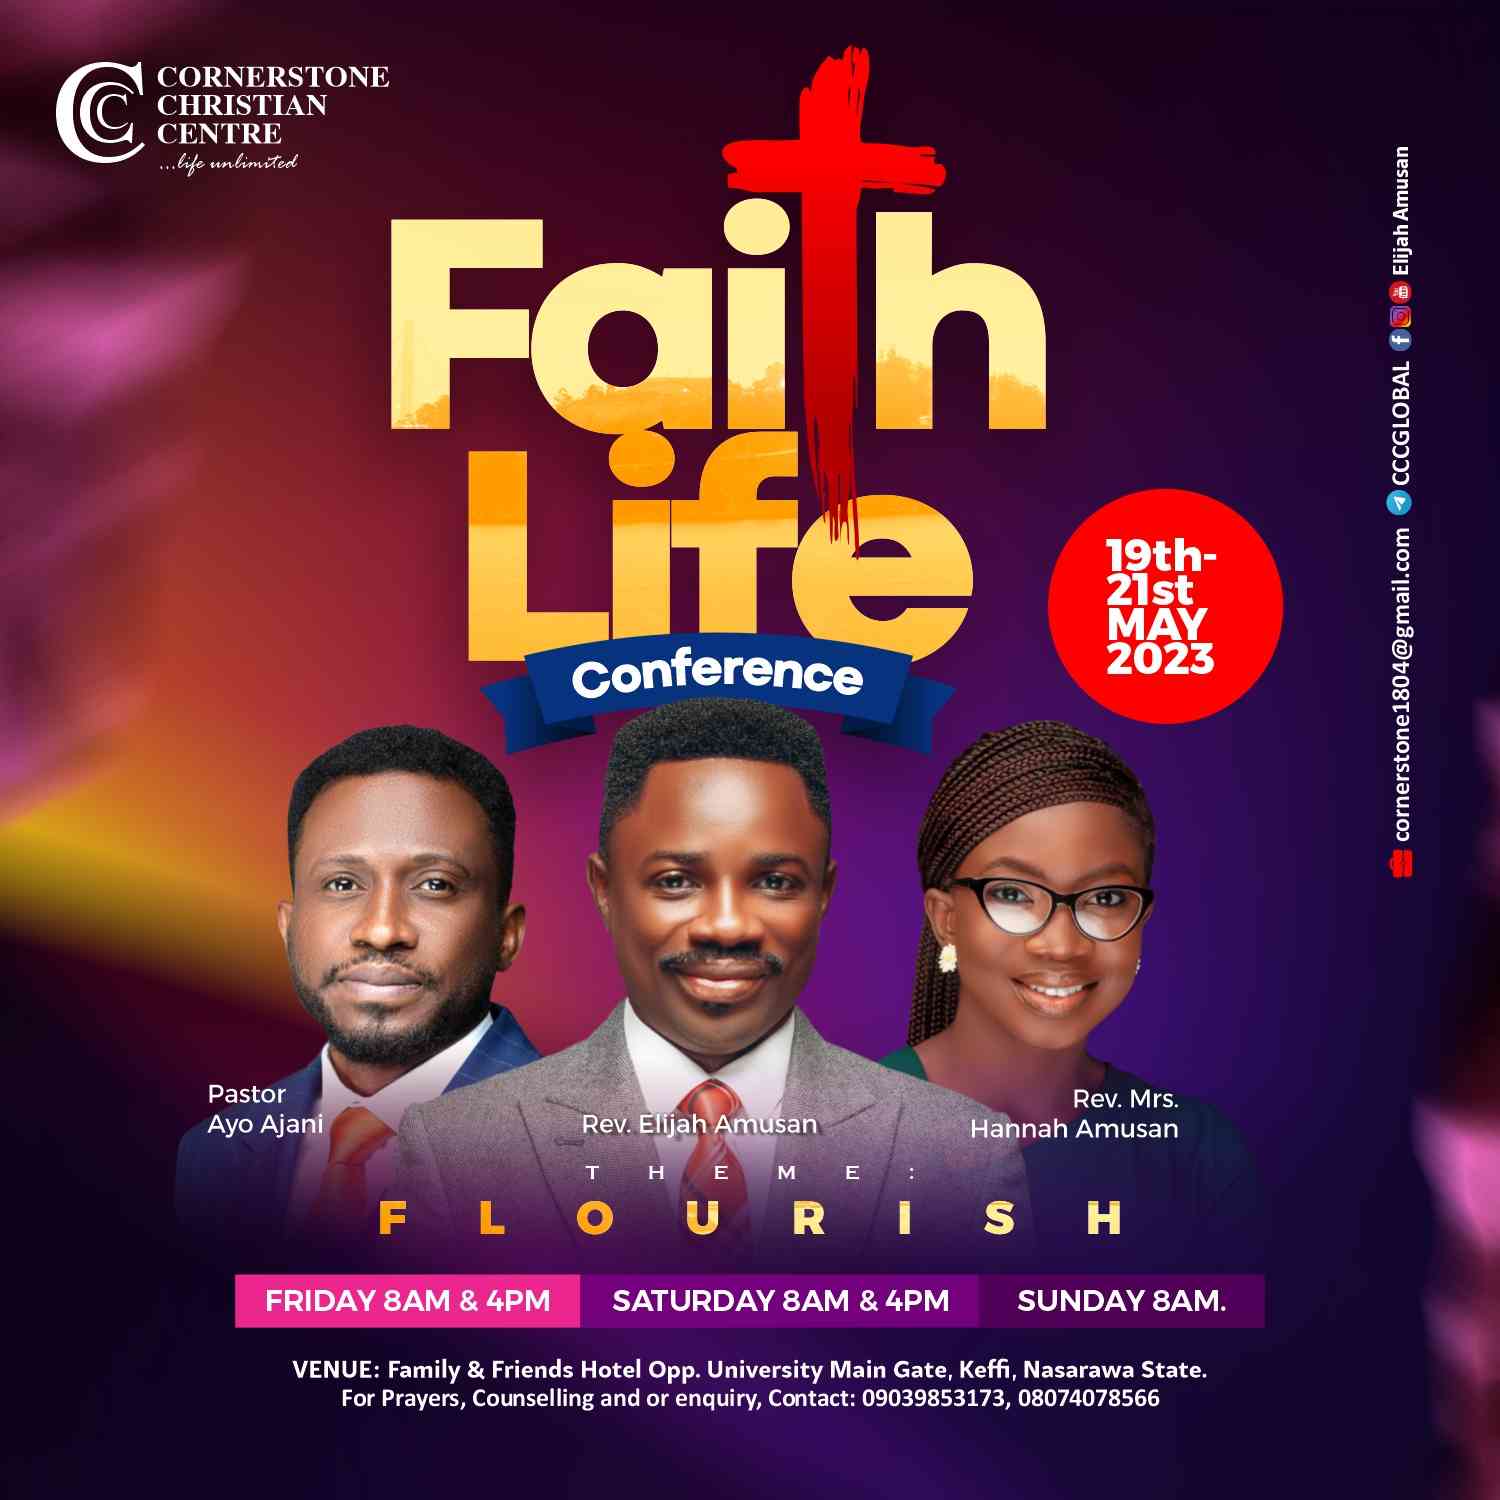 CORNERSTONE
CHRISTIAN
CENTRE
...life unlimited
Faith
Life
Conference
19th-
21st
MAY
2023
cornerstone1804@gmail.com CCCGLOBAL Elijah Amusan
Pastor
Ayo Ajani
Rev. Elijah Amusan
Rev. Mrs.
Hannah Amusan
THEME:
FLOURISH
FRIDAY 8AM & 4PM SATURDAY 8AM & 4PM SUNDAY 8AM.
VENUE: Family & Friends Hotel Opp. University Main Gate, Keffi, Nasarawa State.
For Prayers, Counselling and or enquiry, Contact: 09039853173, 08074078566